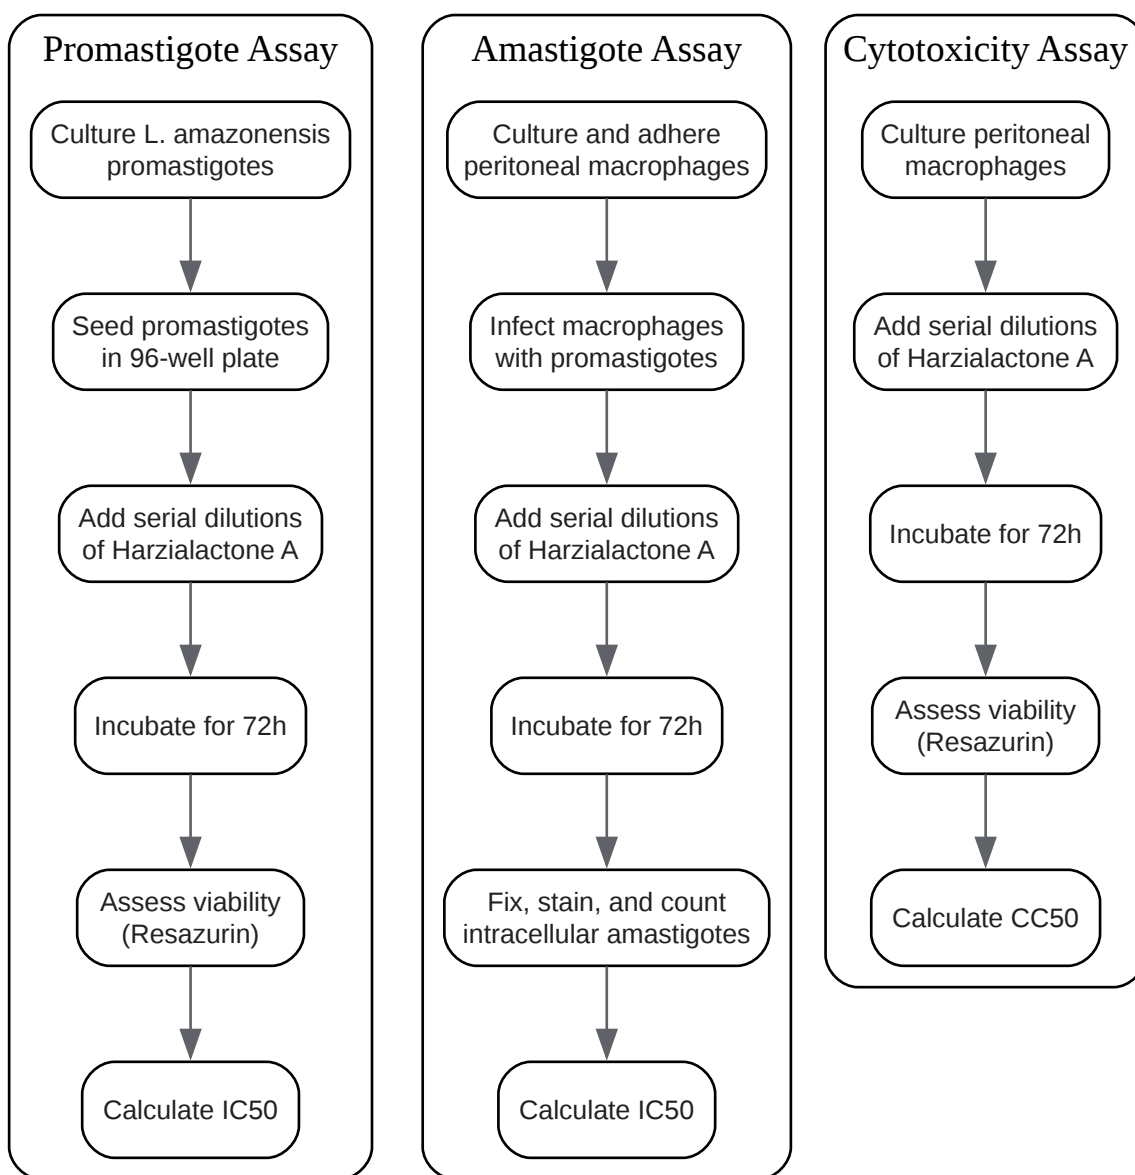 Promastigote Assay
Culture L. amazonensis
promastigotes
Seed promastigotes
in 96-well plate
Add serial dilutions
of Harzialactone A
Incubate for 72h
Assess viability
(Resazurin)
Calculate IC50
Amastigote Assay
Culture and adhere
peritoneal macrophages
Infect macrophages
with promastigotes
Add serial dilutions
of Harzialactone A
Incubate for 72h
Fix, stain, and count
intracellular amastigotes
Calculate IC50
Cytotoxicity Assay
Culture peritoneal
macrophages
Add serial dilutions
of Harzialactone A
Incubate for 72h
Assess viability
(Resazurin)
Calculate CC50